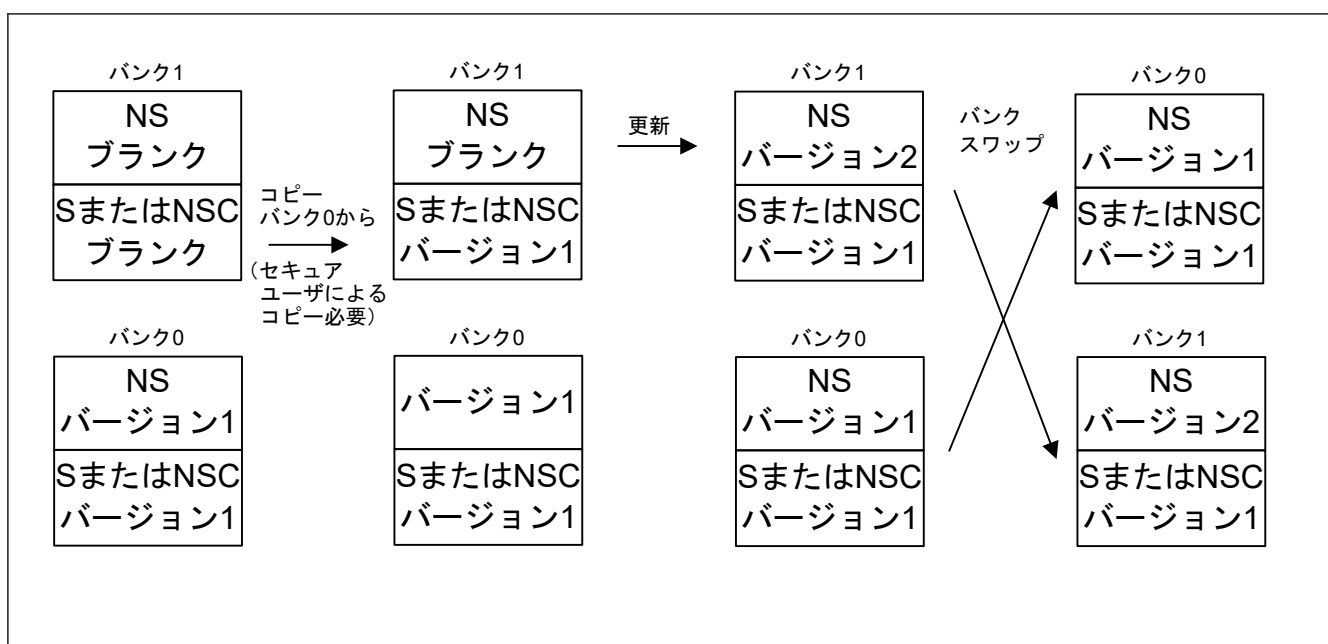 バンク1
NS
ブランク
SまたはNSC
ブランク
バンク0
NS
バージョン1
SまたはNSC
バージョン1
コピー
バンク0から
(セキュア
ユーザによる
コピー必要)
バンク1
NS
ブランク
SまたはNSC
バージョン1
バンク0
バージョン1
SまたはNSC
バージョン1
更新
バンク1
NS
バージョン2
SまたはNSC
バージョン1
バンク0
NS
バージョン1
SまたはNSC
バージョン1
バンク
スワップ
バンク0
NS
バージョン1
SまたはNSC
バージョン1
バンク1
NS
バージョン2
SまたはNSC
バージョン1